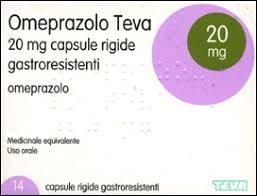 Omeprazolo Teva
20 mg capsule rigide
gastroresistenti
omeprazolo
20
mg
Medicinale equivalente
Uso orale
14 capsule rigide gastroresistenti
TEVA